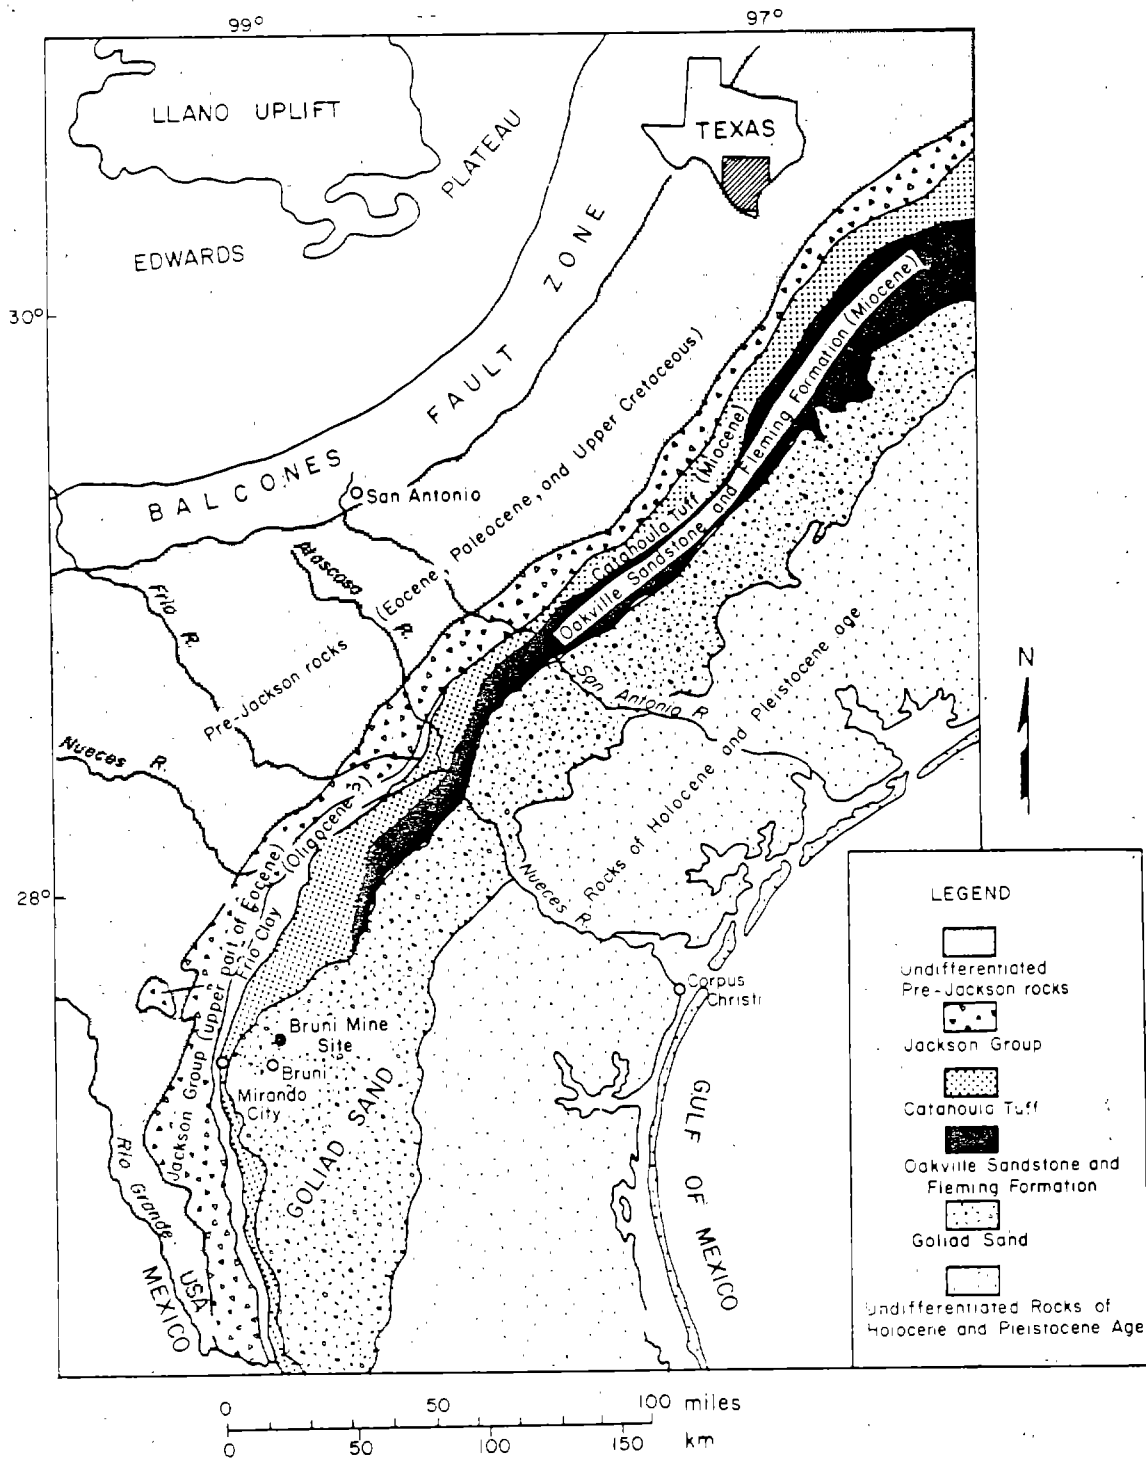 99°
97°
LLANO UPLIFT
PLATEAU
TEXAS
EDWARDS
ZONE
30°
FAULT
BALCONES
San Antonio
Atascosa R.
Frio R.
Pre-Jackson rocks (Eocene, Paleocene, and Upper Cretaceous)
Catahoula Tuff (Miocene)
Oakville Sandstone and Fleming Formation (Miocene)
San Antonio R.
Nueces R.
Rocks of Holocene and Pleistocene age
N
28°
Jackson Group (upper part of Eocene)
Frio Clay (Oligocene ?)
Nueces R.
Corpus
Christi
Bruni Mine
Site
Bruni
Mirando
City
GOLIAD SAND
GULF OF MEXICO
Rio Grande
USA
MEXICO
LEGEND
Undifferentiated
Pre-Jackson rocks
Jackson Group
Catahoula Tuff
Oakville Sandstone and
Fleming Formation
Goliad Sand
Undifferentiated Rocks of
Holocene and Pleistocene Age
0 50 100 miles
0 50 100 150 km